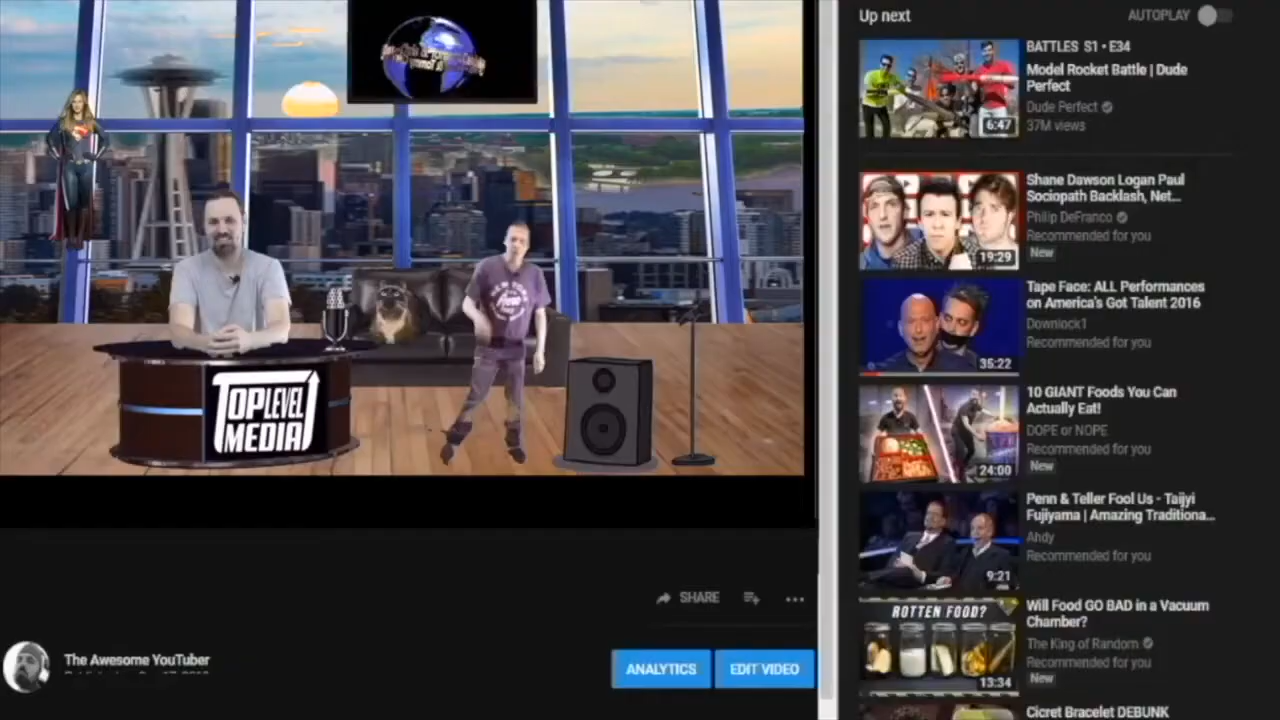 TOPLEVEL
MEDIA
SHARE
The Awesome YouTuber
ANALYTICS
EDIT VIDEO
Up next
AUTOPLAY
BATTLES S1 • E34
Model Rocket Battle | Dude
Perfect
Dude Perfect
37M views
6:47
Shane Dawson Logan Paul
Sociopath Backlash, Net...
Philip DeFranco
Recommended for you
New
19:29
Tape Face: ALL Performances
on America's Got Talent 2016
Downlock1
Recommended for you
35:22
10 GIANT Foods You Can
Actually Eat!
DOPE or NOPE
Recommended for you
New
24:00
Penn & Teller Fool Us - Taijyi
Fujiyama | Amazing Traditiona...
Ahdy
Recommended for you
9:21
ROTTEN FOOD?
Will Food GO BAD in a Vacuum
Chamber?
The King of Random
Recommended for you
New
13:34
Cicret Bracelet DEBUNK